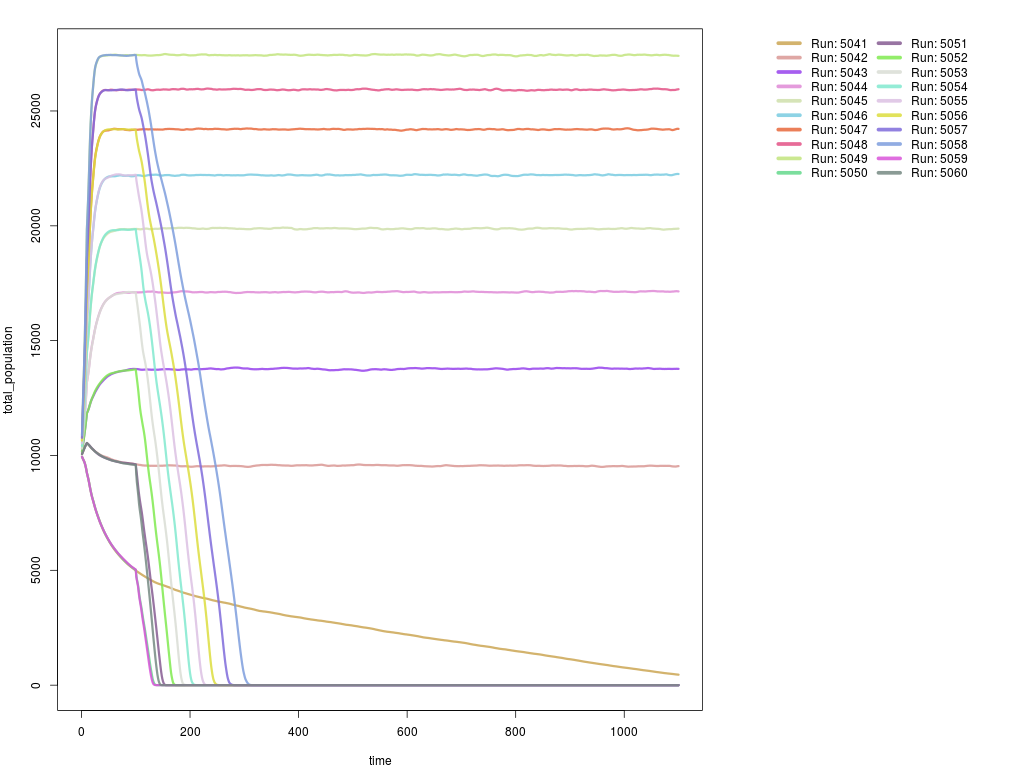 total_population
25000
20000
15000
10000
5000
0
0 200 400 600 800 1000
time
Run: 5041 Run: 5051
Run: 5042 Run: 5052
Run: 5043 Run: 5053
Run: 5044 Run: 5054
Run: 5045 Run: 5055
Run: 5046 Run: 5056
Run: 5047 Run: 5057
Run: 5048 Run: 5058
Run: 5049 Run: 5059
Run: 5050 Run: 5060